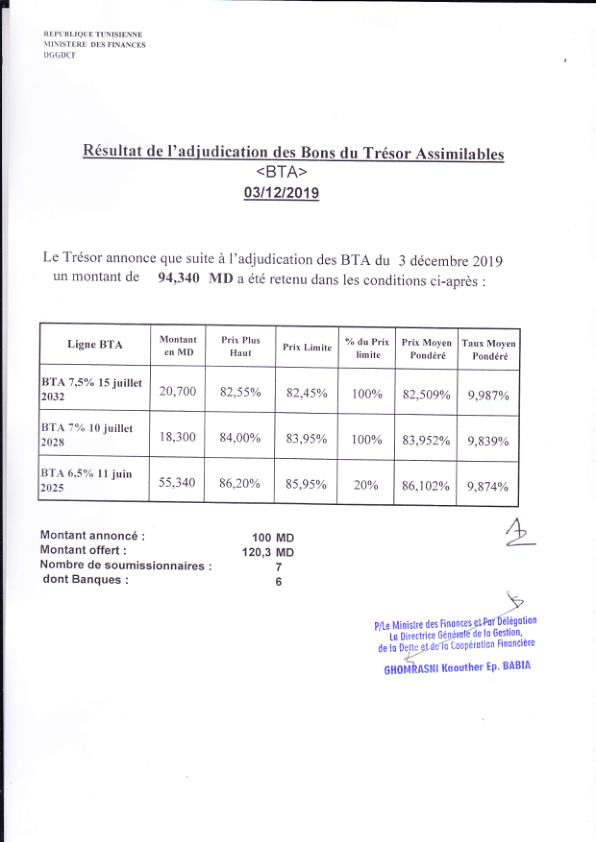 REPUBLIQUE TUNISIENNE
MINISTERE DES FINANCES
DGGDCF
Résultat de l'adjudication des Bons du Trésor Assimilables
<BTA>
03/12/2019
Le Trésor annonce que suite à l'adjudication des BTA du 3 décembre 2019
un montant de 94,340 MD a été retenu dans les conditions ci-après :
Ligne BTA Montant en MD Prix Plus Haut Prix Limite % du Prix limite Prix Moyen Pondéré Taux Moyen Pondéré
BTA 7,5% 15 juillet 2032 20,700 82,55% 82,45% 100% 82,509% 9,987%
BTA 7% 10 juillet 2028 18,300 84,00% 83,95% 100% 83,952% 9,839%
BTA 6,5% 11 juin 2025 55,340 86,20% 85,95% 20% 86,102% 9,874%
Montant annoncé : 100 MD
Montant offert : 120,3 MD
Nombre de soumissionnaires : 7
dont Banques : 6
P/Le Ministre des Finances et Par Délégation
La Directrice Générale de la Gestion,
de la Dette et de la Coopération Financière
GHOMRASNI Kaouther Ep. BABIA